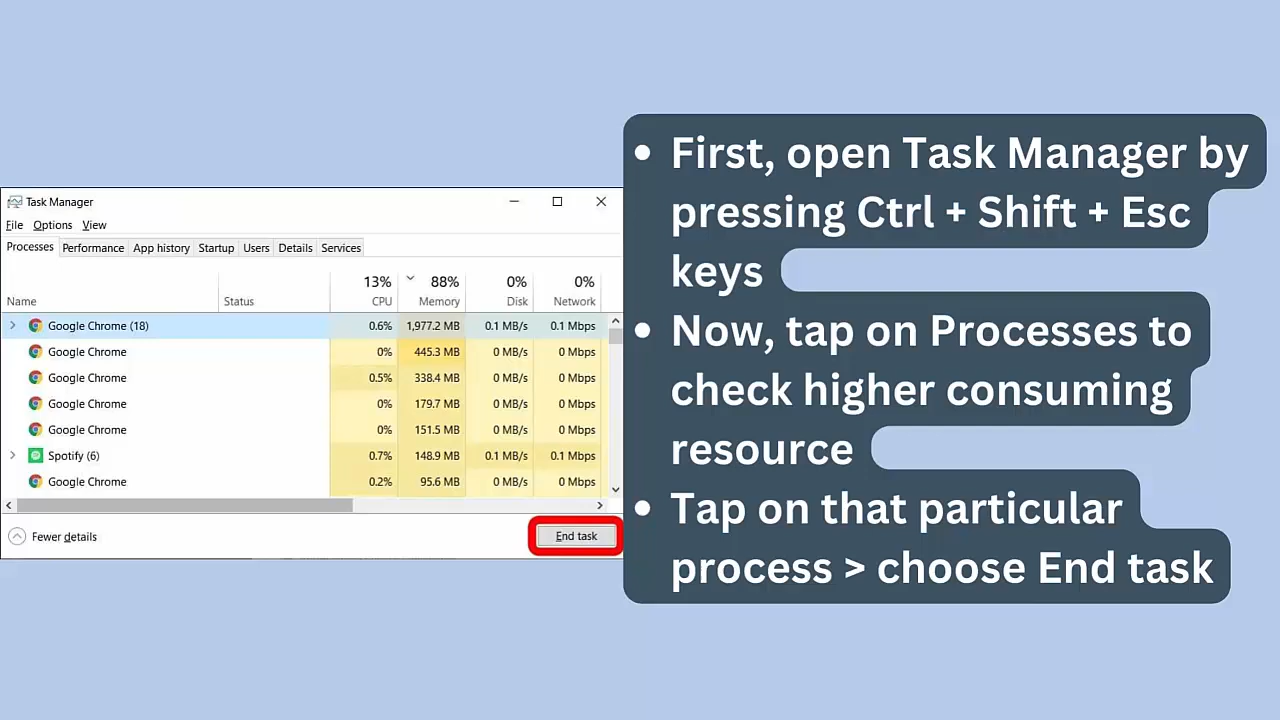 Task Manager
File Options View
Processes Performance App history Startup Users Details Services
13% 88% 0% 0%
Name Status CPU Memory Disk Network
Google Chrome (18) 0.6% 1,977.2 MB 0.1 MB/s 0.1 Mbps
Google Chrome 0% 445.3 MB 0 MB/s 0 Mbps
Google Chrome 0.5% 338.4 MB 0 MB/s 0 Mbps
Google Chrome 0% 179.7 MB 0 MB/s 0 Mbps
Google Chrome 0% 151.5 MB 0 MB/s 0 Mbps
Spotify (6) 0.7% 148.9 MB 0.1 MB/s 0.1 Mbps
Google Chrome 0.2% 95.6 MB 0 MB/s 0 Mbps
Fewer details End task
• First, open Task Manager by
pressing Ctrl + Shift + Esc
keys
• Now, tap on Processes to
check higher consuming
resource
• Tap on that particular
process > choose End task